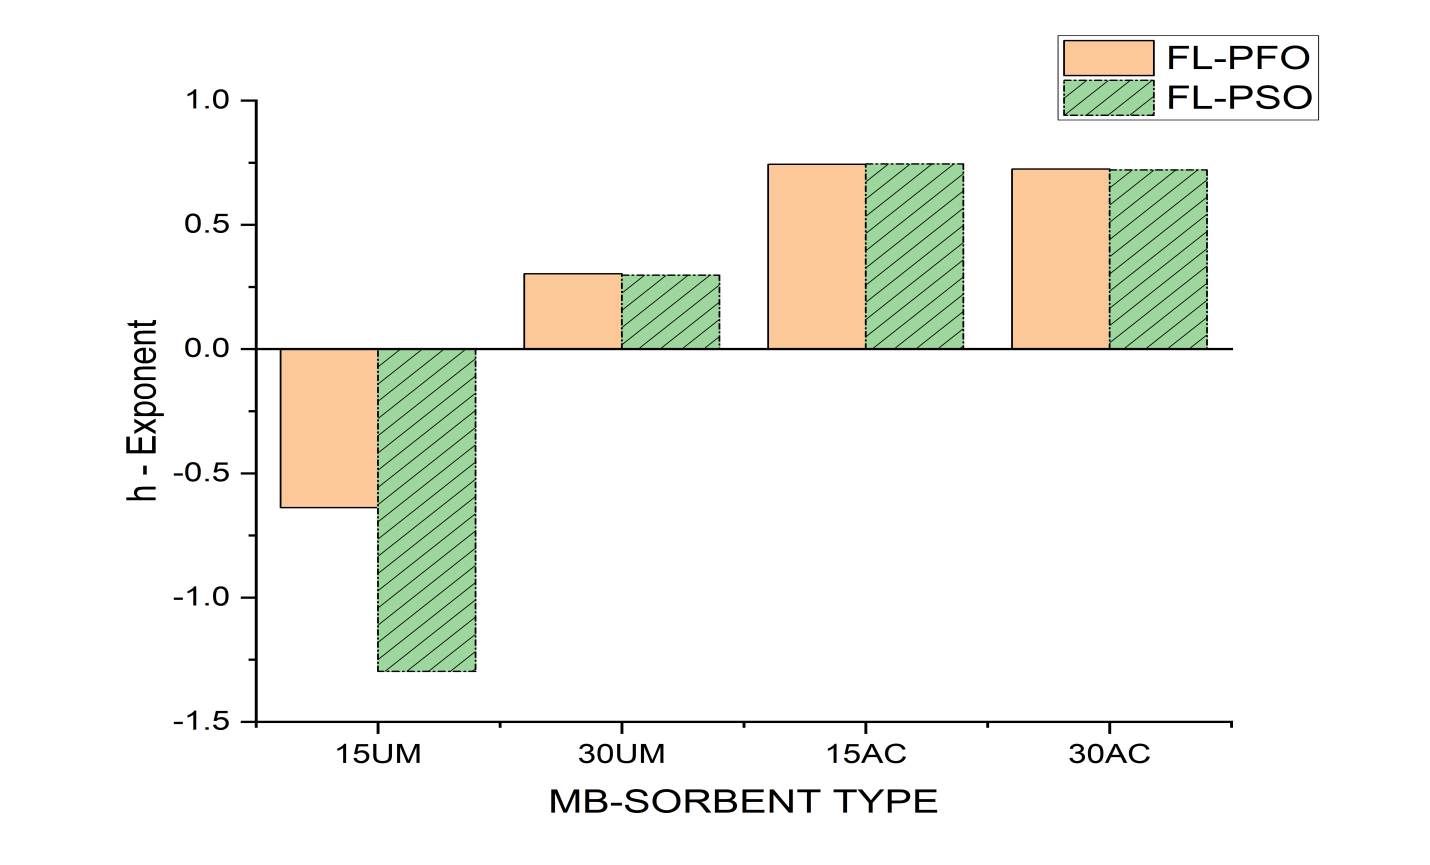 FL-PFO
FL-PSO
1.0
0.5
0.0
-0.5
-1.0
-1.5
h - Exponent
15UM 30UM 15AC 30AC
MB-SORBENT TYPE